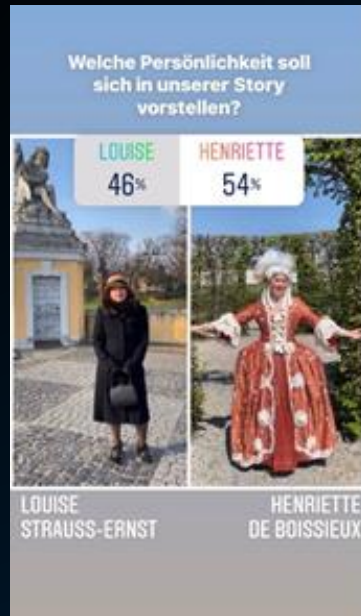 Welche Persönlichkeit soll
sich in unserer Story
vorstellen?
LOUISE
46%
HENRIETTE
54%
LOUISE
STRAUSS-ERNST
HENRIETTE
DE BOISSIEUX